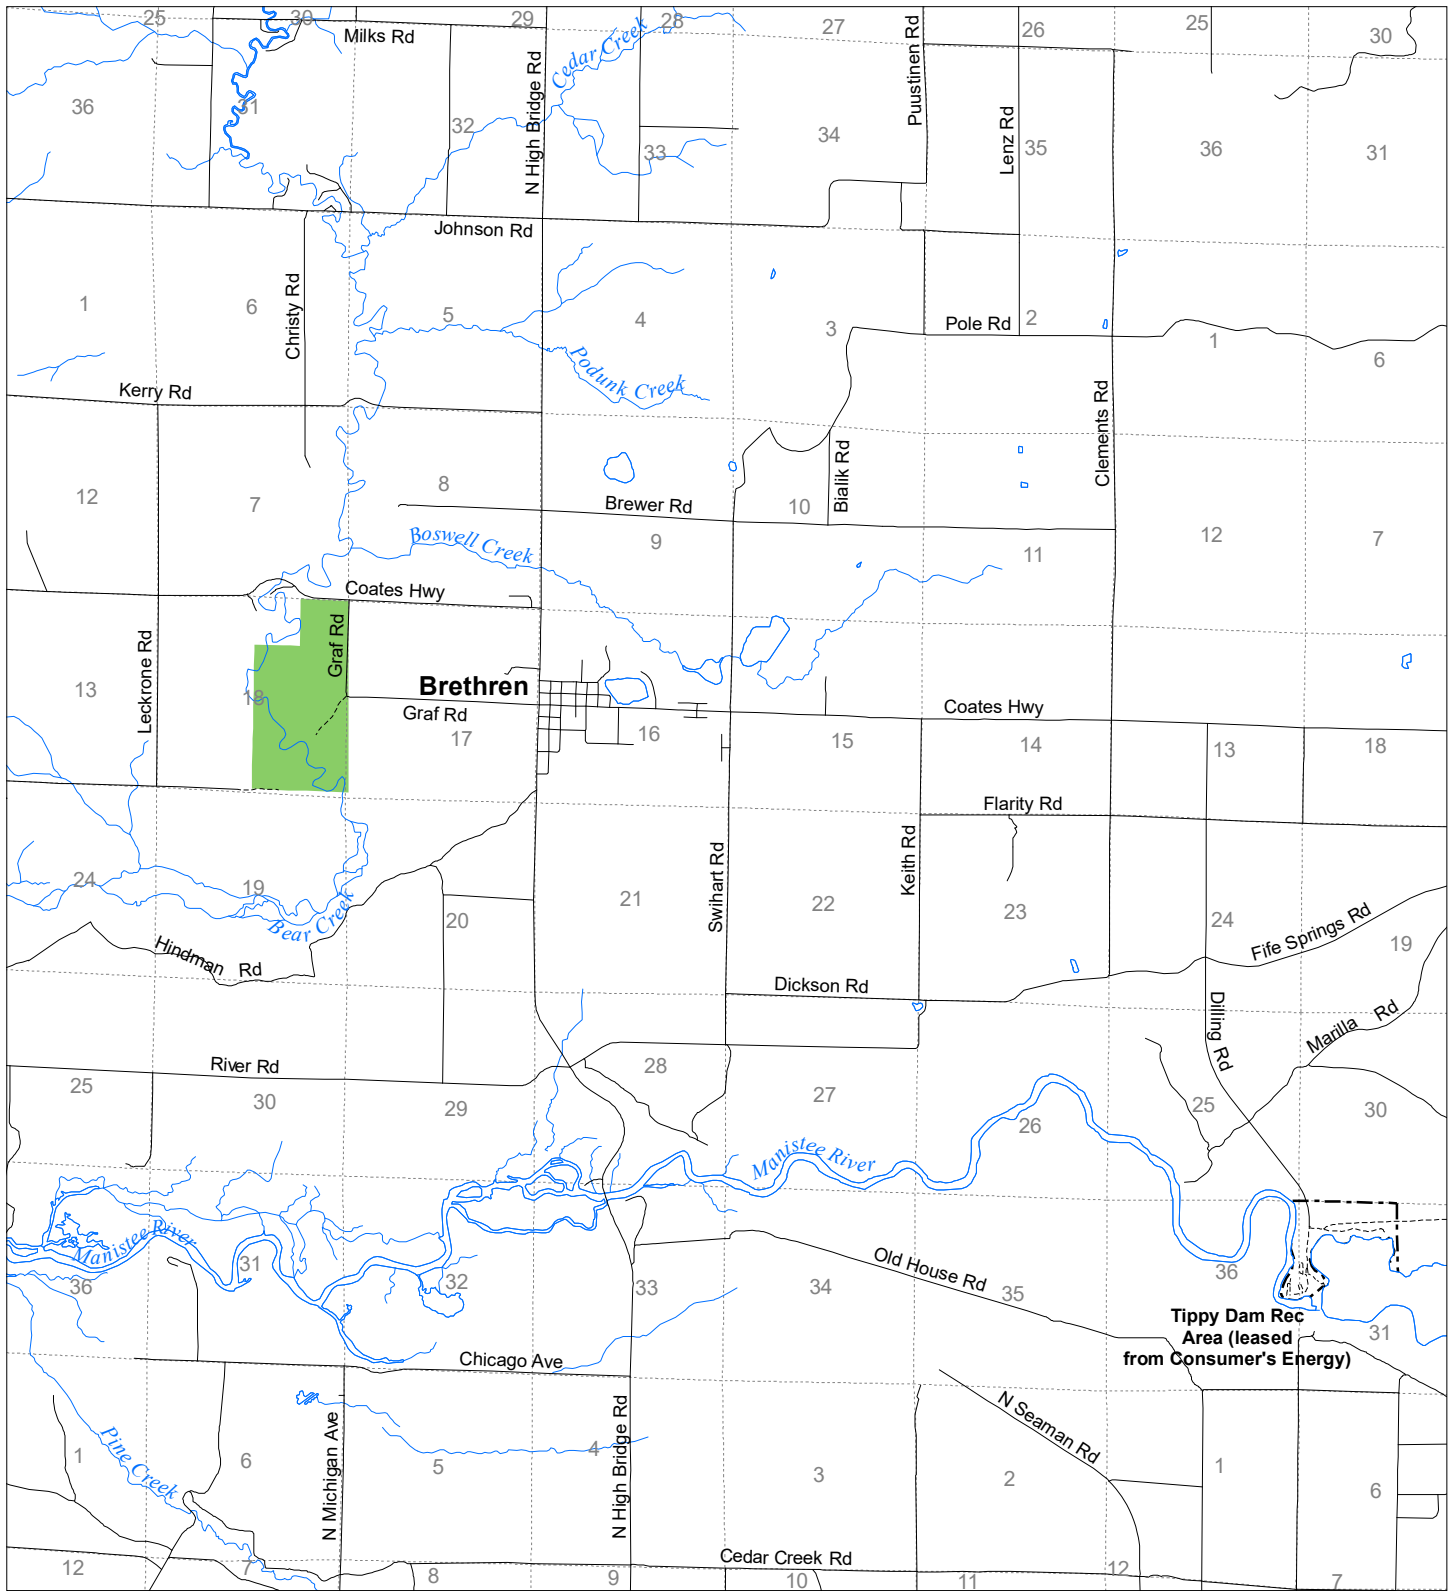 25
30
29
28
27
26
25
30
Milks Rd
N High Bridge Rd
Cedar Creek
Puustinen Rd
Lenz Rd
36
31
32
33
34
35
36
31
Johnson Rd
Christy Rd
1
6
5
4
3
Pole Rd
2
1
6
Podunk Creek
Kerry Rd
Clements Rd
Bialik Rd
12
7
8
Brewer Rd
10
9
11
12
7
Boswell Creek
Coates Hwy
Leckrone Rd
Graf Rd
Brethren
13
18
Graf Rd
17
16
15
Coates Hwy
14
13
18
Flarity Rd
Swihart Rd
Keith Rd
24
19
20
21
22
23
24
19
Bear Creek
Hindman Rd
Fife Springs Rd
Dickson Rd
Dilling Rd
Marilla Rd
River Rd
25
30
29
28
27
26
25
30
Manistee River
Manistee River
36
31
32
33
34
Old House Rd
35
36
31
Tippy Dam Rec
Area (leased
from Consumer's Energy)
Chicago Ave
N Michigan Ave
N High Bridge Rd
N Seaman Rd
Pine Creek
1
6
5
4
3
2
1
6
Cedar Creek Rd
12
7
8
9
10
11
12
7